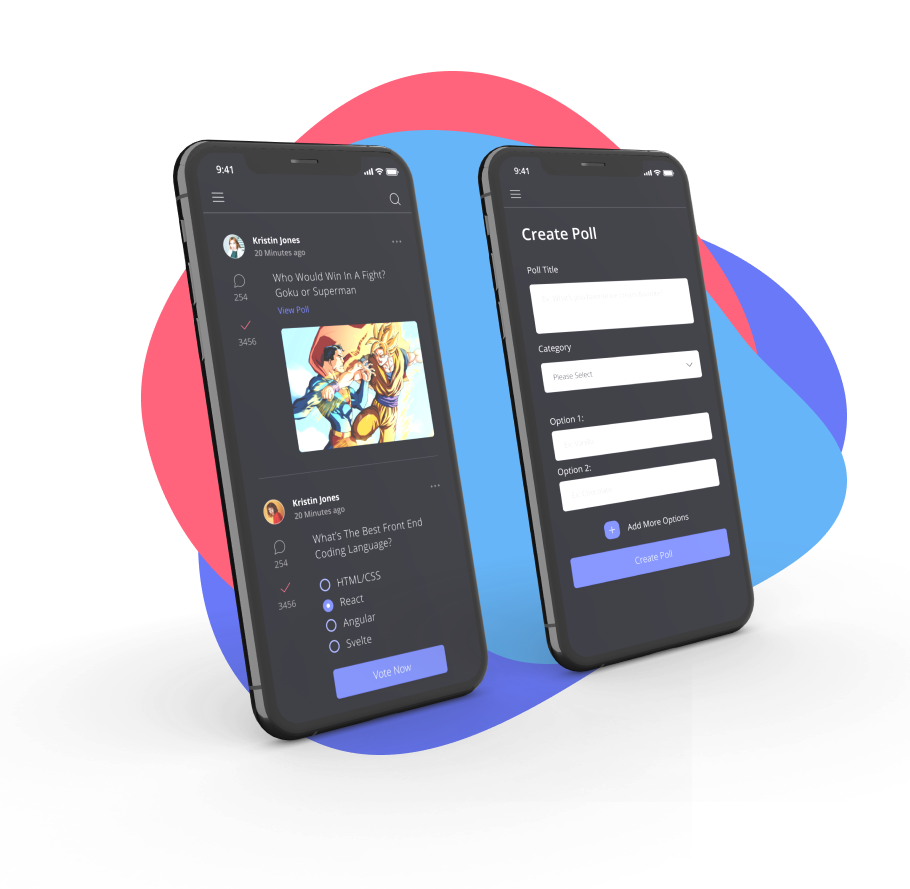 9:41
Kristin Jones
20 Minutes ago
254
3456
Who Would Win In A Fight?
Goku or Superman
View Poll
Kristin Jones
20 Minutes ago
254
3456
What's The Best Front End
Coding Language?
HTML/CSS
React
Angular
Svelte
Vote Now
9:41
Create Poll
Poll Title
Category
Please Select
Option 1:
Option 2:
Add More Options
Create Poll